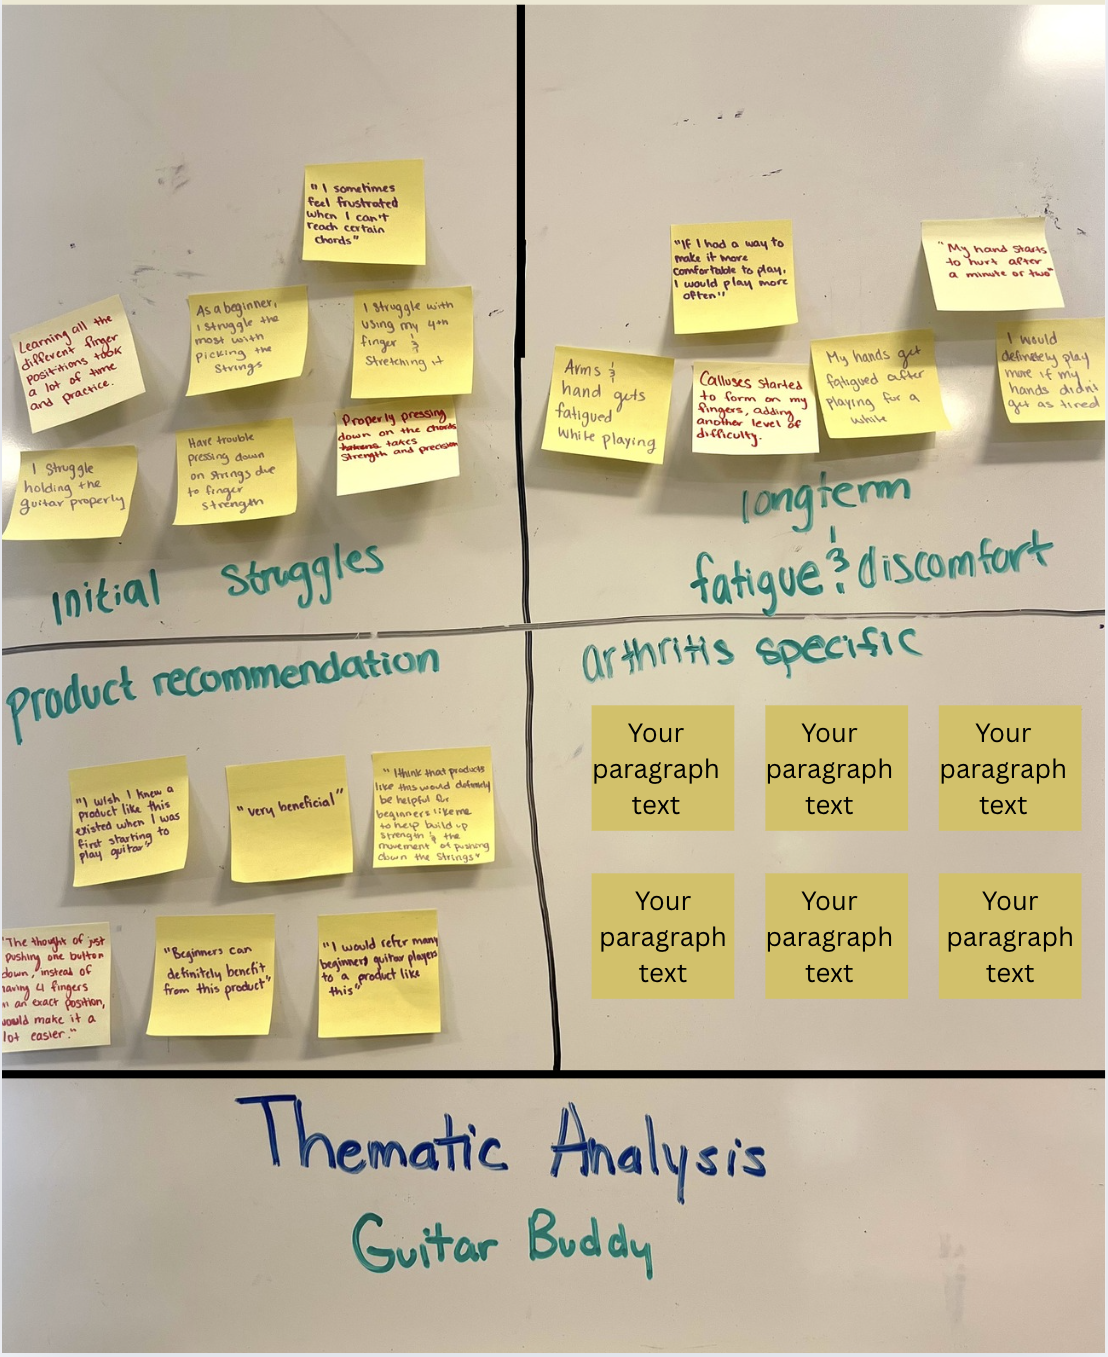 "I sometimes
feel frustrated
when I can't
reach certain
chords"
Learning all the
different finger
positions took
a lot of time
and practice.
As a beginner,
I struggle the
most with
picking the
strings
I struggle with
using my 4th
finger &
stretching it
I struggle
holding the
guitar properly
Have trouble
pressing down
on strings due
to finger
strength
Properly pressing
down on the chords
takes
strength and precision
Initial Struggles
"If I had a way to
make it more
comfortable to play,
I would play more
often"
"My hand starts
to hurt after
a minute or two"
Arms &
hand gets
fatigued
while playing
Calluses started
to form on my
fingers, adding
another level of
difficulty.
My hands get
fatigued after
playing for a
while
I would
definetely play
more if my
hands didn't
get as tired
longterm
fatigue & discomfort
product recommendation
"I wish I knew a
product like this
existed when I was
first starting to
play guitar"
"very beneficial"
"I think that products
like this would definitely
be helpful for
beginners like me
to help build up
strength & the
movement of pushing
down the strings"
"The thought of just
pushing one button
down, instead of
having 4 fingers
in an exact position,
would make it a
lot easier."
"Beginners can
definitely benefit
from this product"
"I would refer many
beginner guitar players
to a product like
this"
arthritis specific
Your
paragraph
text
Your
paragraph
text
Your
paragraph
text
Your
paragraph
text
Your
paragraph
text
Your
paragraph
text
Thematic Analysis
Guitar Buddy